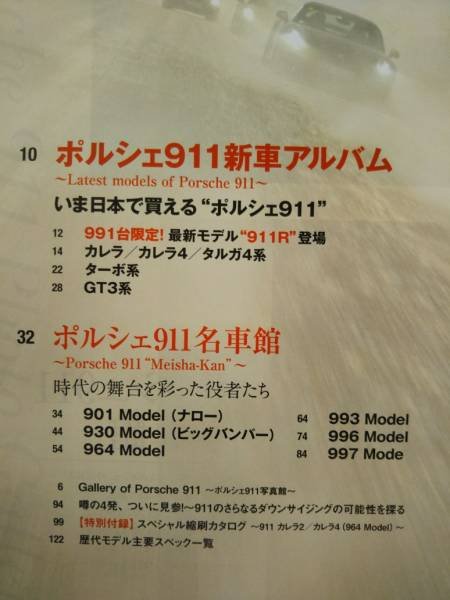 10 ポルシェ911新車アルバム
～Latest models of Porsche 911～
いま日本で買える“ポルシェ911”
12 991台限定! 最新モデル“911R”登場
14 カレラ／カレラ4／タルガ4系
22 ターボ系
28 GT3系
32 ポルシェ911名車館
～Porsche 911 “Meisha-Kan”～
時代の舞台を彩った役者たち
34 901 Model（ナロー）
44 930 Model（ビッグバンパー）
54 964 Model
64 993 Model
74 996 Model
84 997 Mode
6 Gallery of Porsche 911 ～ポルシェ911写真館～
94 噂の4発、ついに見参!～911のさらなるダウンサイジングの可能性を探る
99 【特別付録】スペシャル縮刷カタログ ～911 カレラ2／カレラ4（964 Model）～
122 歴代モデル主要スペック一覧